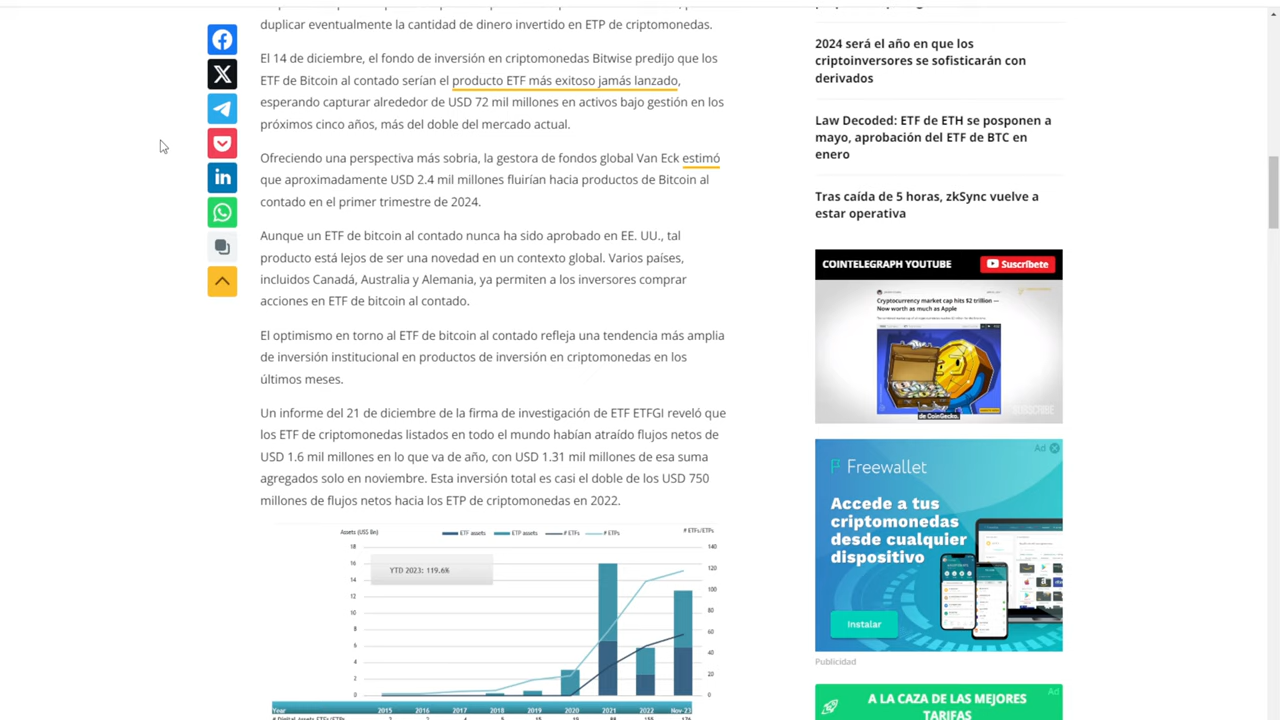 duplicar eventualmente la cantidad de dinero invertido en ETP de criptomonedas.
El 14 de diciembre, el fondo de inversión en criptomonedas Bitwise predijo que los
ETF de Bitcoin al contado serían el producto ETF más exitoso jamás lanzado,
esperando capturar alrededor de USD 72 mil millones en activos bajo gestión en los
próximos cinco años, más del doble del mercado actual.
Ofreciendo una perspectiva más sobria, la gestora de fondos global Van Eck estimó
que aproximadamente USD 2.4 mil millones fluirían hacia productos de Bitcoin al
contado en el primer trimestre de 2024.
Aunque un ETF de bitcoin al contado nunca ha sido aprobado en EE. UU., tal
producto está lejos de ser una novedad en un contexto global. Varios países,
incluidos Canadá, Australia y Alemania, ya permiten a los inversores comprar
acciones en ETF de bitcoin al contado.
El optimismo en torno al ETF de bitcoin al contado refleja una tendencia más amplia
de inversión institucional en productos de inversión en criptomonedas en los
últimos meses.
Un informe del 21 de diciembre de la firma de investigación de ETF ETFGI reveló que
los ETF de criptomonedas listados en todo el mundo habían atraído flujos netos de
USD 1.6 mil millones en lo que va de año, con USD 1.31 mil millones de esa suma
agregados solo en noviembre. Esta inversión total es casi el doble de los USD 750
millones de flujos netos hacia los ETP de criptomonedas en 2022.
Assets (US$ Bn)
ETF assets
ETP assets
# ETFs
# ETPs
# ETFs/ETPs
18
16
14
12
10
8
6
4
2
0
YTD 2023: 119.6%
140
120
100
80
60
40
20
0
Year 2015 2016 2017 2018 2019 2020 2021 2022 Nov-23
2024 será el año en que los
criptoinversores se sofisticarán con
derivados
Law Decoded: ETF de ETH se posponen a
mayo, aprobación del ETF de BTC en
enero
Tras caída de 5 horas, zkSync vuelve a
estar operativa
COINTELEGRAPH YOUTUBE
Suscríbete
Cryptocurrency market cap hits $2 trillion —
Now worth as much as Apple
de CoinGecko.
SUBSCRIBE
Ad
Freewallet
Accede a tus
criptomonedas
desde cualquier
dispositivo
Instalar
Publicidad
Ad
A LA CAZA DE LAS MEJORES
TARIFAS